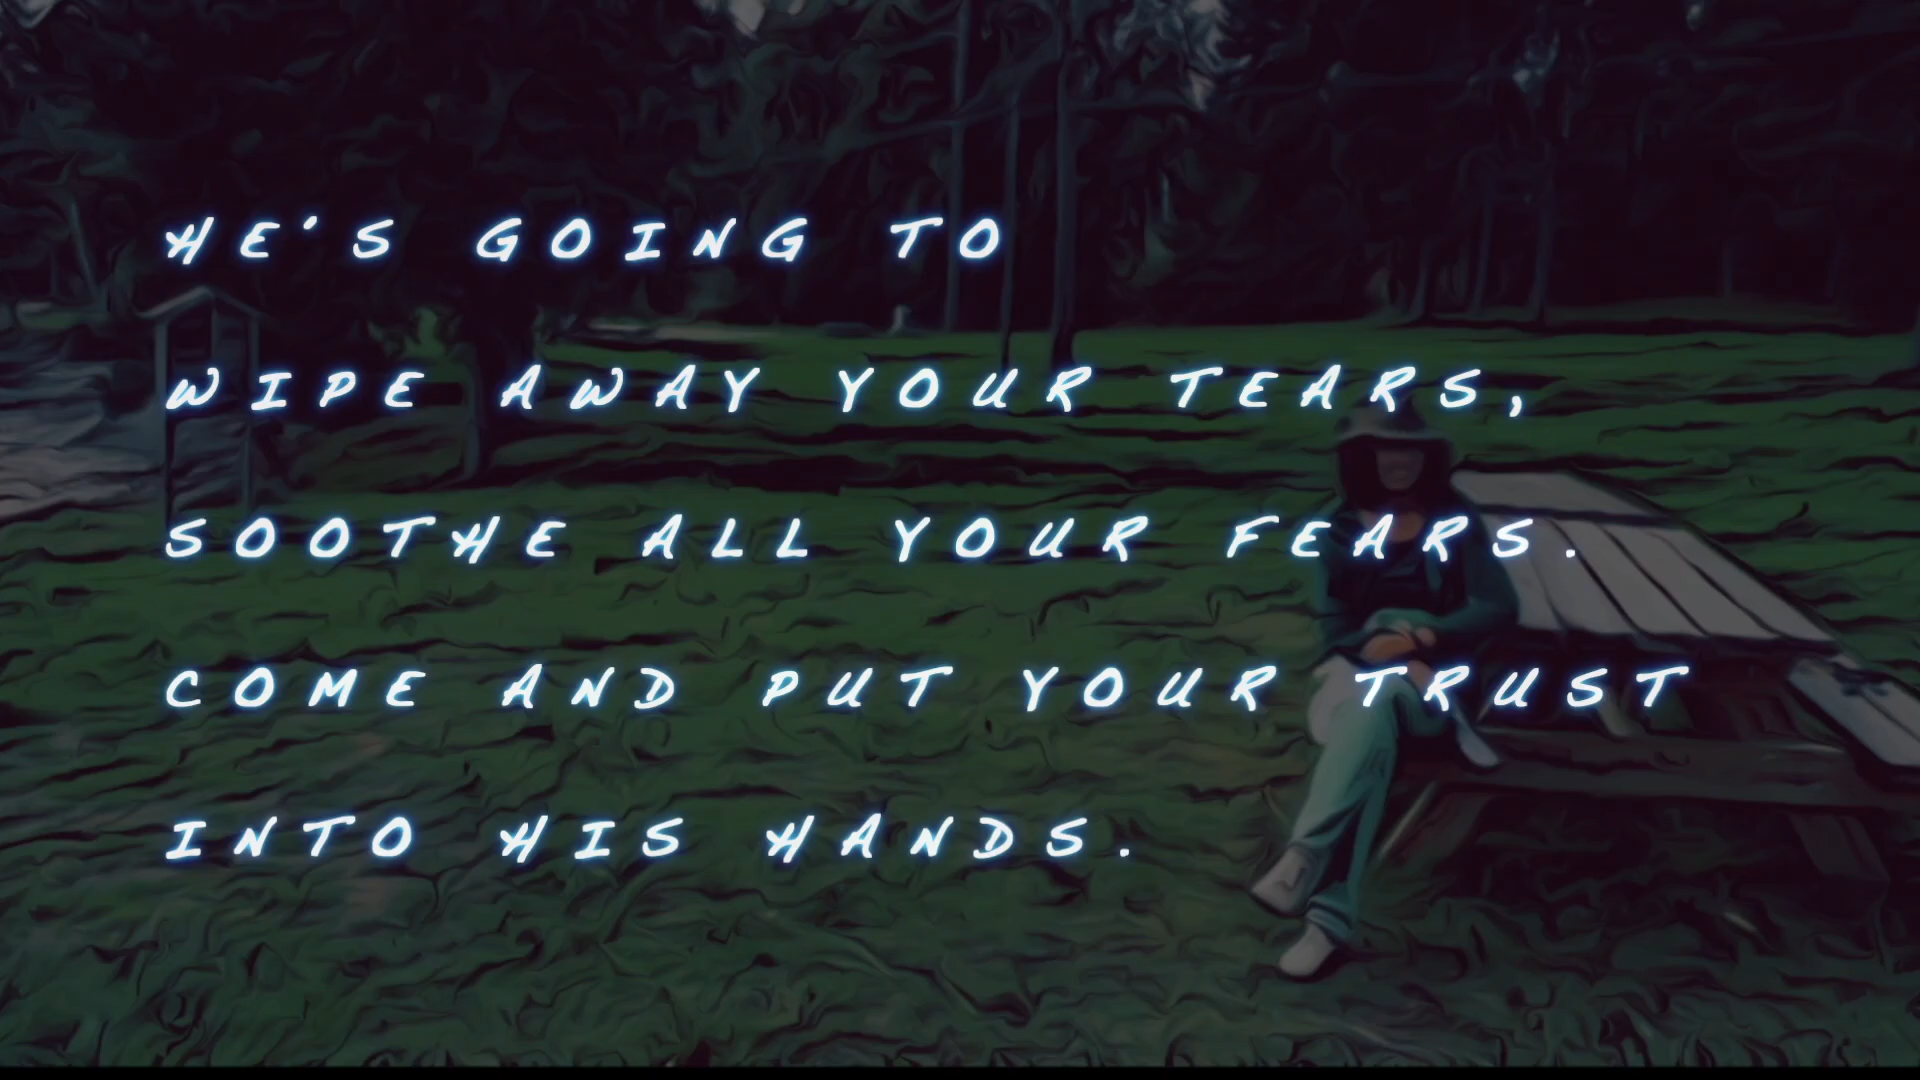 HE'S GOING TO
WIPE AWAY YOUR TEARS,
SOOTHE ALL YOUR FEARS.
COME AND PUT YOUR TRUST
INTO HIS HANDS.